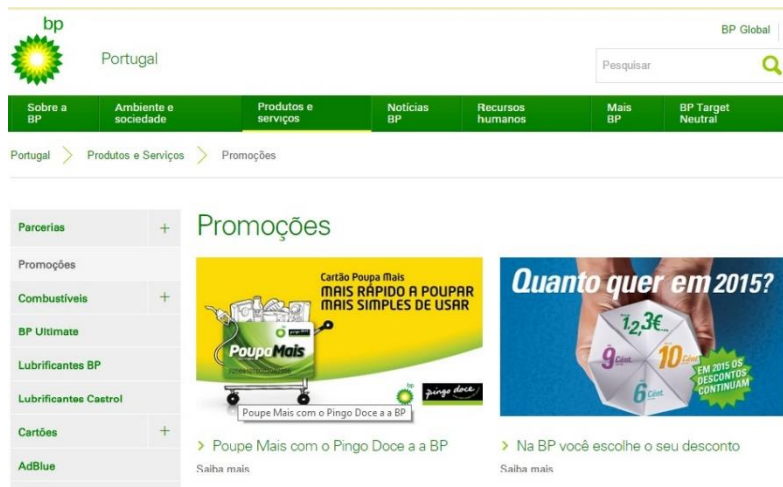 bp
Portugal
BP Global
Pesquisar
Sobre a
BP
Ambiente e
sociedade
Produtos e
serviços
Notícias
BP
Recursos
humanos
Mais
BP
BP Target
Neutral
Portugal > Produtos e Serviços > Promoções
Parcerias +
Promoções
Combustíveis +
BP Ultimate
Lubrificantes BP
Lubrificantes Castrol
Cartões +
AdBlue
Promoções
Cartão Poupa Mais
MAIS RÁPIDO A POUPAR
MAIS SIMPLES DE USAR
PoupaMais
bp
pingo doce
Poupe Mais com o Pingo Doce a a BP
> Poupe Mais com o Pingo Doce a a BP
Saiba mais
Quanto quer em 2015?
1,2,3€...
9 Cént.
10 Cént.
6 Cent.
EM 2015 OS
DESCONTOS
CONTINUAM
> Na BP você escolhe o seu desconto
Saiba mais